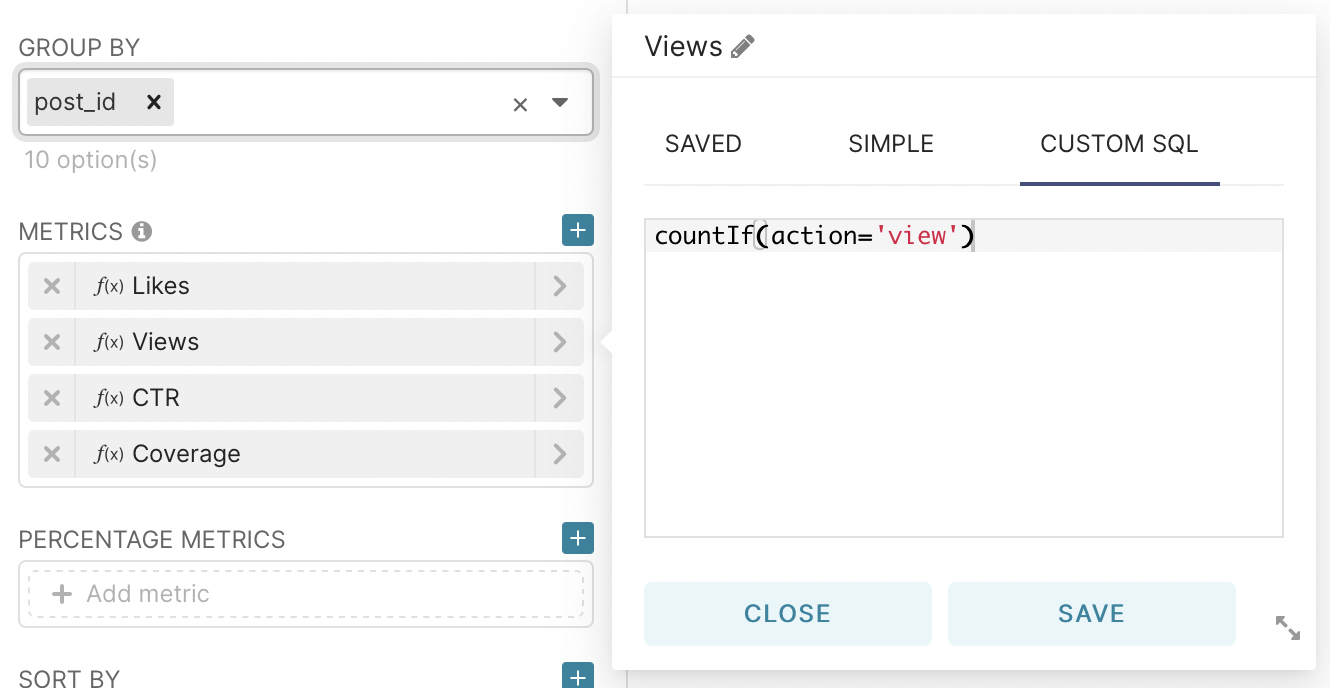 GROUP BY
post_id
10 option(s)
METRICS
f(x) Likes
f(x) Views
f(x) CTR
f(x) Coverage
PERCENTAGE METRICS
Add metric
SORT BY
Views
SAVED SIMPLE CUSTOM SQL
countIf(action='view')
CLOSE SAVE